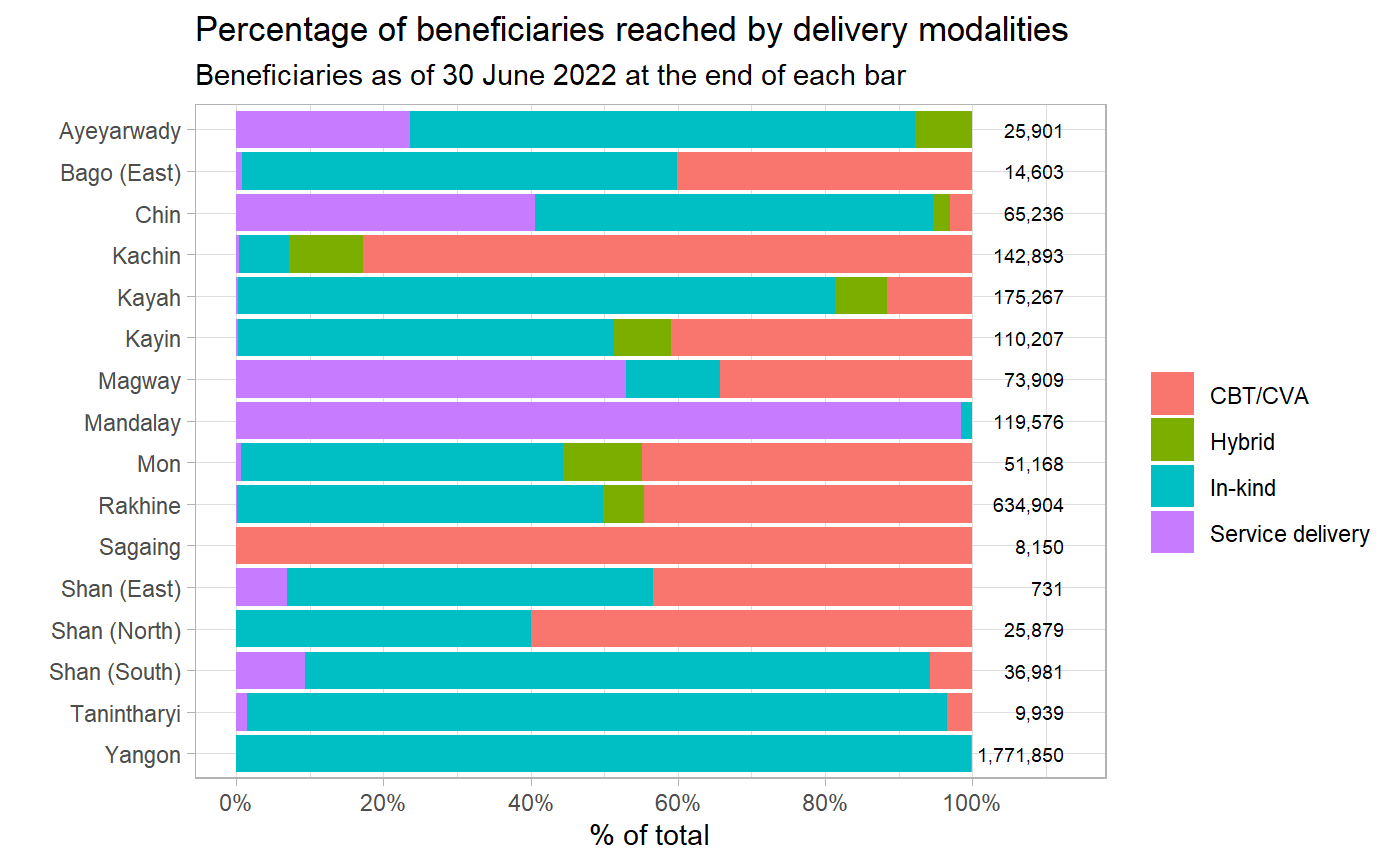 Percentage of beneficiaries reached by delivery modalities
Beneficiaries as of 30 June 2022 at the end of each bar
Ayeyarwady 25,901
Bago (East) 14,603
Chin 65,236
Kachin 142,893
Kayah 175,267
Kayin 110,207
Magway 73,909
Mandalay 119,576
Mon 51,168
Rakhine 634,904
Sagaing 8,150
Shan (East) 731
Shan (North) 25,879
Shan (South) 36,981
Tanintharyi 9,939
Yangon 1,771,850
0% 20% 40% 60% 80% 100%
% of total
CBT/CVA
Hybrid
In-kind
Service delivery